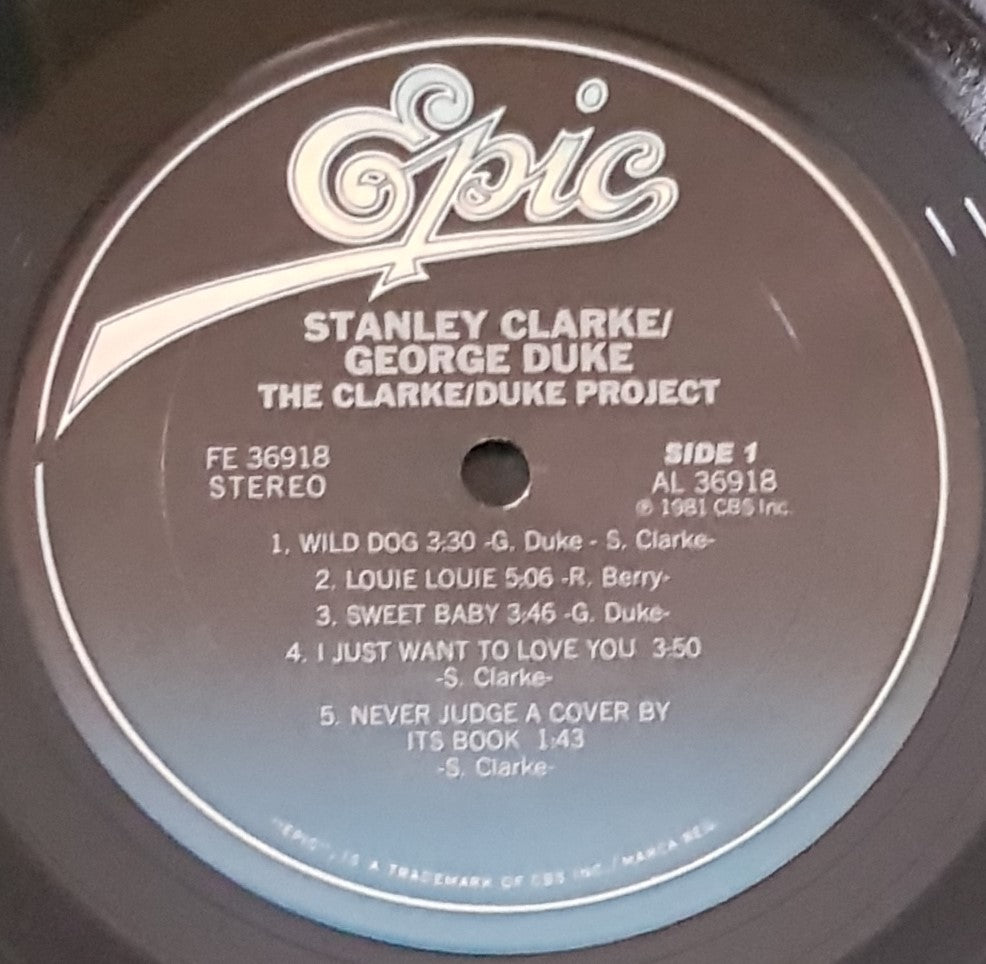 Epic
STANLEY CLARKE/
GEORGE DUKE
THE CLARKE/DUKE PROJECT
FE 36918
STEREO
SIDE 1
AL 36918
℗ 1981 CBS Inc.
1. WILD DOG 3:30 -G. Duke - S. Clarke-
2. LOUIE LOUIE 5:06 -R. Berry-
3. SWEET BABY 3:46 -G. Duke-
4. I JUST WANT TO LOVE YOU 3:50
-S. Clarke-
5. NEVER JUDGE A COVER BY
ITS BOOK 1:43
-S. Clarke-
"EPIC", IS A TRADEMARK OF CBS INC./MARCA REG.